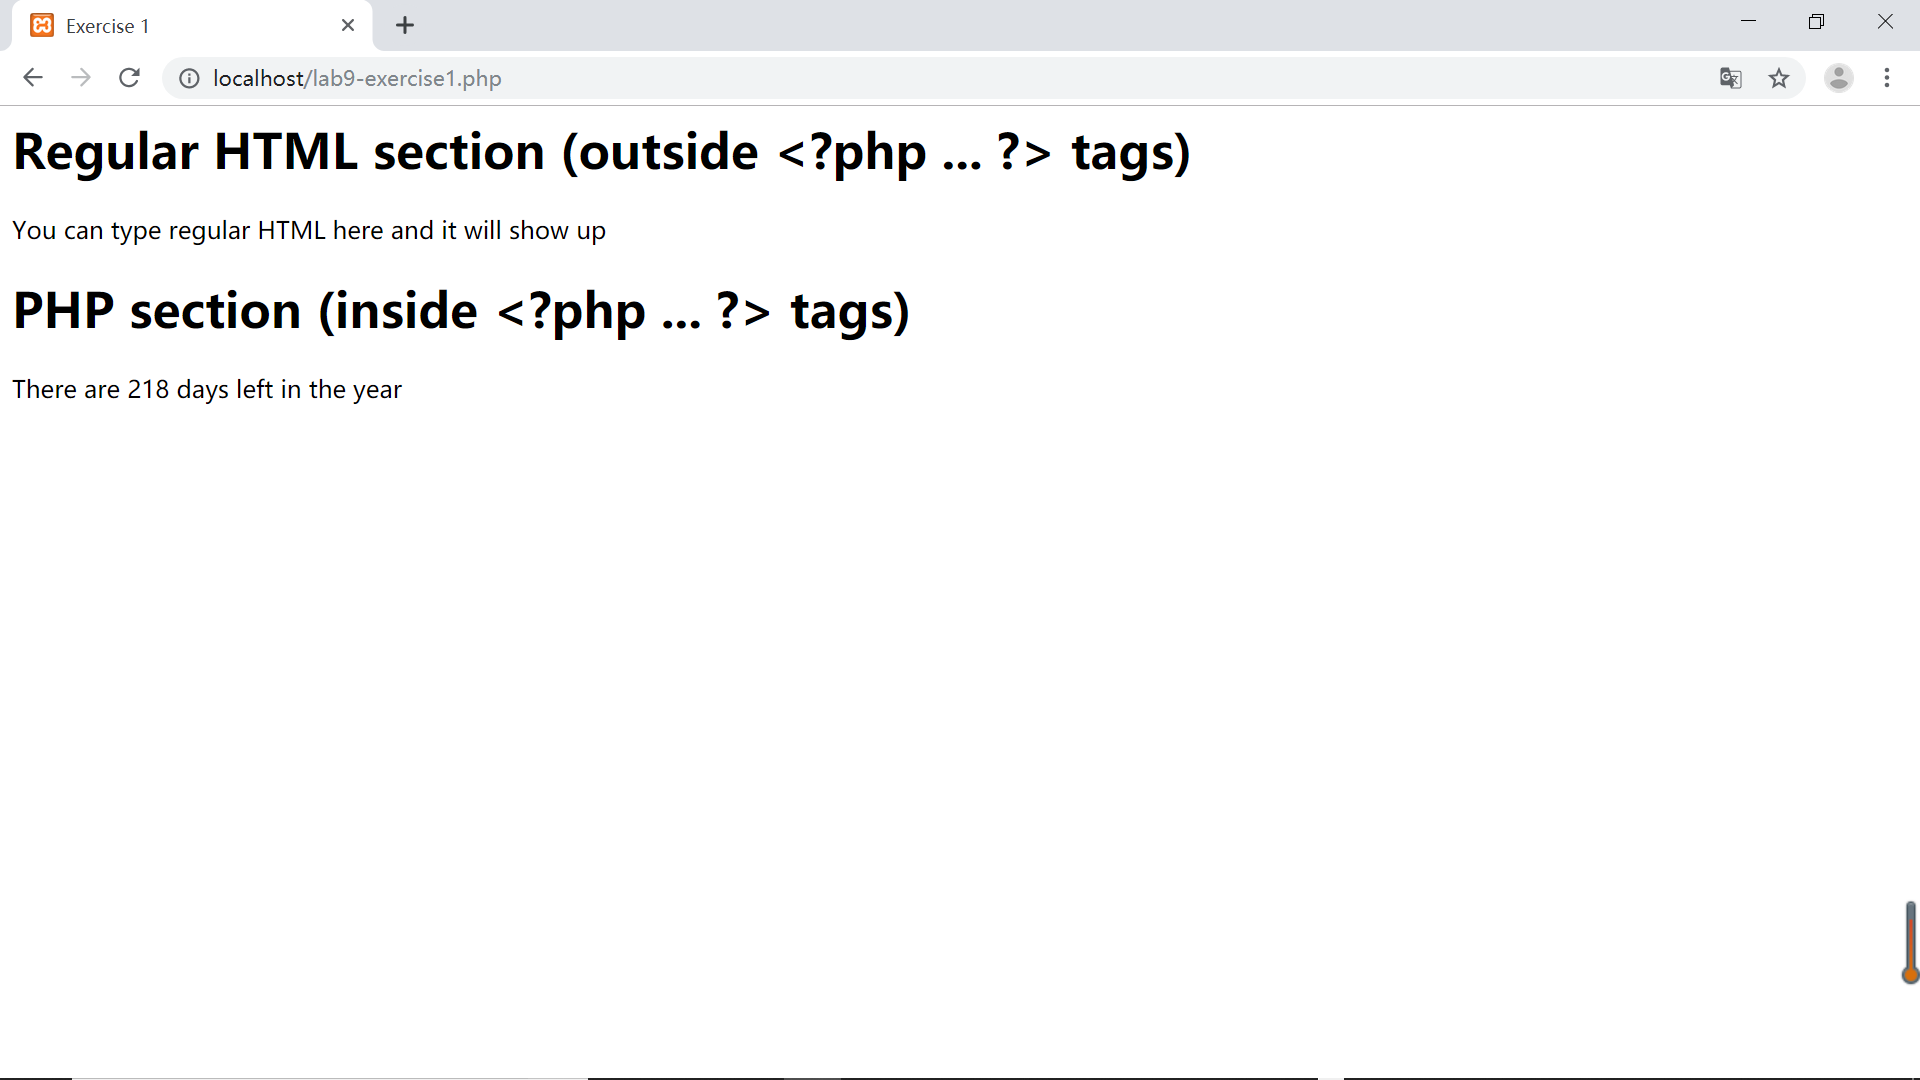 Exercise 1
localhost/lab9-exercise1.php
Regular HTML section (outside <?php ... ?> tags)
You can type regular HTML here and it will show up
PHP section (inside <?php ... ?> tags)
There are 218 days left in the year